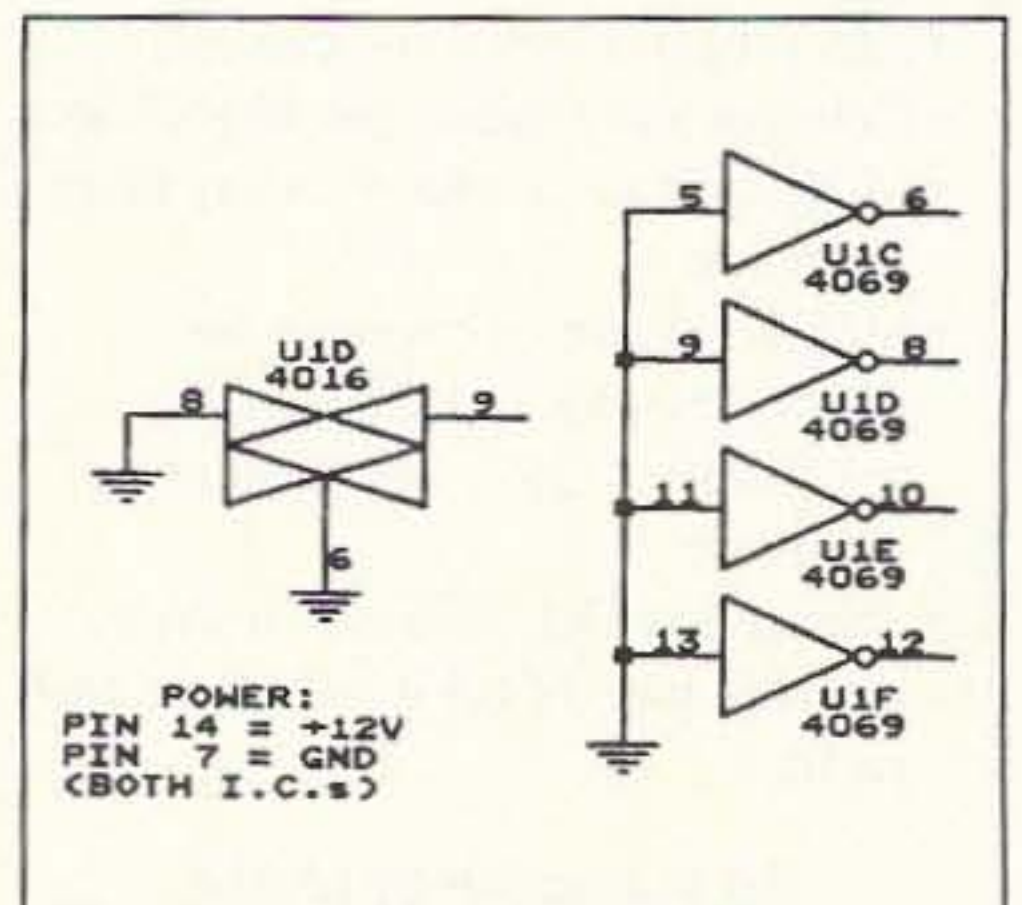 5
6
U1C
4069
9
8
U1D
4069
U1D
4016
8
9
6
11
10
U1E
4069
13
12
U1F
4069
POWER:
PIN 14 = +12V
PIN 7 = GND
(BOTH I.C.s)